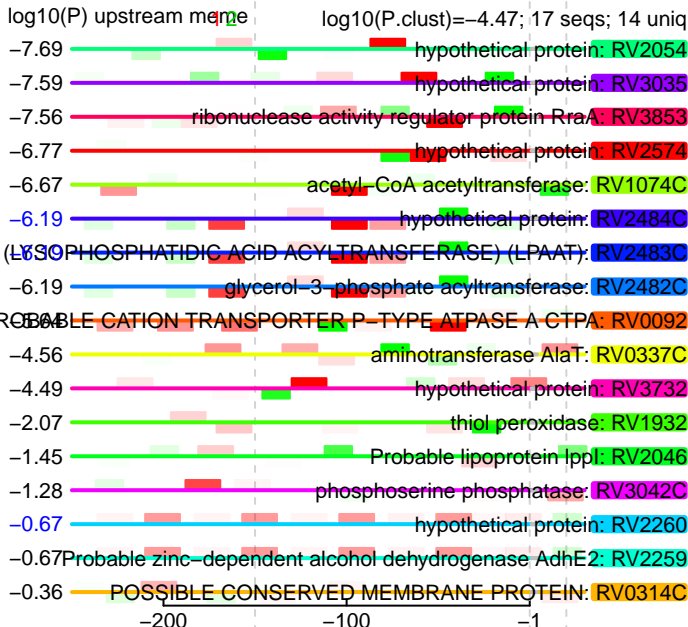 log10(P) upstream meme 1 2 log10(P.clust)=−4.47; 17 seqs; 14 uniq
−7.69 hypothetical protein: RV2054
−7.59 hypothetical protein: RV3035
−7.56 ribonuclease activity regulator protein RraA: RV3853
−6.77 hypothetical protein: RV2574
−6.67 acetyl−CoA acetyltransferase: RV1074C
−6.19 hypothetical protein: RV2484C
−6.19 (LYSOPHOSPHATIDIC ACID ACYLTRANSFERASE) (LPAAT): RV2483C
−6.19 glycerol−3−phosphate acyltransferase: RV2482C
ROBABLE CATION TRANSPORTER P−TYPE ATPASE A CTPA: RV0092
−4.56 aminotransferase AlaT: RV0337C
−4.49 hypothetical protein: RV3732
−2.07 thiol peroxidase: RV1932
−1.45 Probable lipoprotein lppI: RV2046
−1.28 phosphoserine phosphatase: RV3042C
−0.67 hypothetical protein: RV2260
−0.67 Probable zinc−dependent alcohol dehydrogenase AdhE2: RV2259
−0.36 POSSIBLE CONSERVED MEMBRANE PROTEIN: RV0314C
−200 −100 −1